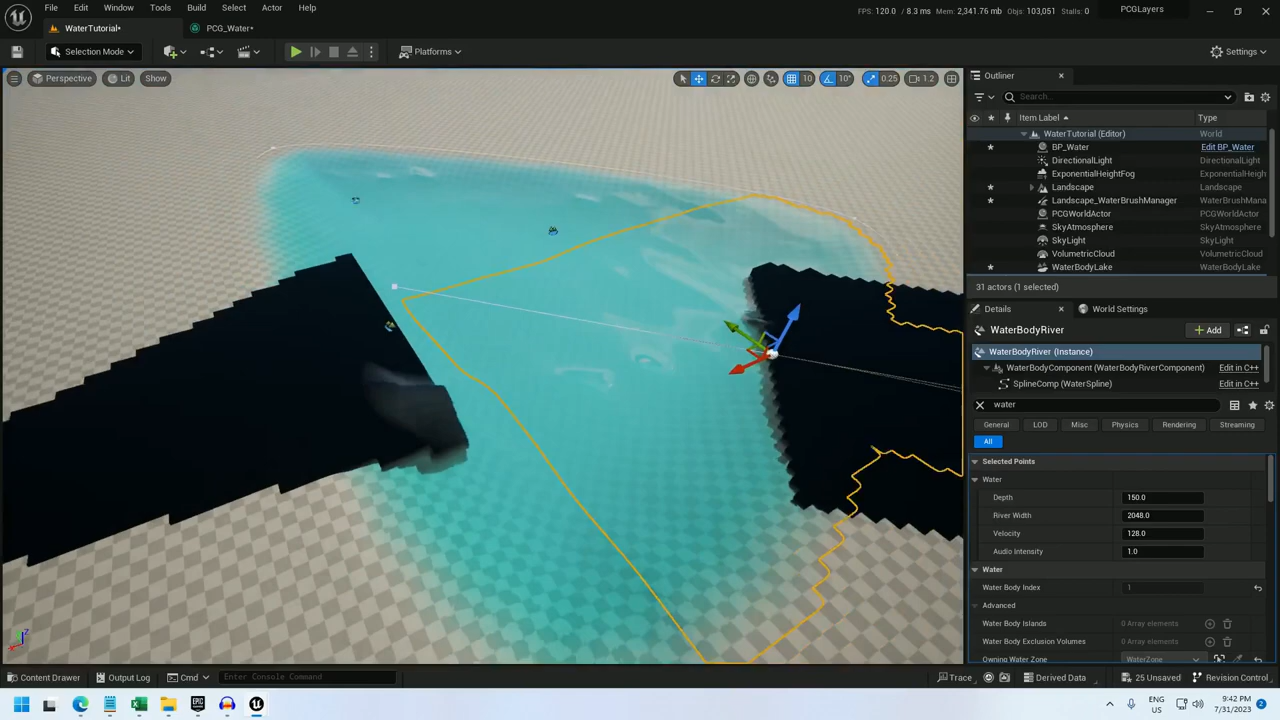 File Edit Window Tools Build Select Actor Help
FPS: 120.0 / 8.3 ms Mem: 2,341.76 mb Objs: 103,051 Stalls: 0 PCGLayers
WaterTutorial* PCG_Water*
Selection Mode Platforms Settings
Perspective Lit Show 10 10° 0.25 1.2
Outliner
Search...
Item Label Type
WaterTutorial (Editor) World
BP_Water Edit BP_Water
DirectionalLight DirectionalLight
ExponentialHeightFog ExponentialHeight
Landscape Landscape
Landscape_WaterBrushManager WaterBrushMana
PCGWorldActor PCGWorldActor
SkyAtmosphere SkyAtmosphere
SkyLight SkyLight
VolumetricCloud VolumetricCloud
WaterBodyLake WaterBodyLake
31 actors (1 selected)
Details World Settings
WaterBodyRiver Add
WaterBodyRiver (Instance)
WaterBodyComponent (WaterBodyRiverComponent) Edit in C++
SplineComp (WaterSpline) Edit in C++
water
General LOD Misc Physics Rendering Streaming
All
Selected Points
Water
Depth 150.0
River Width 2048.0
Velocity 128.0
Audio Intensity 1.0
Water
Water Body Index 1
Advanced
Water Body Islands 0 Array elements
Water Body Exclusion Volumes 0 Array elements
Owning Water Zone WaterZone
Content Drawer Output Log Cmd Enter Console Command Trace Derived Data 25 Unsaved Revision Control
ENG
US
9:42 PM
7/31/2023
2